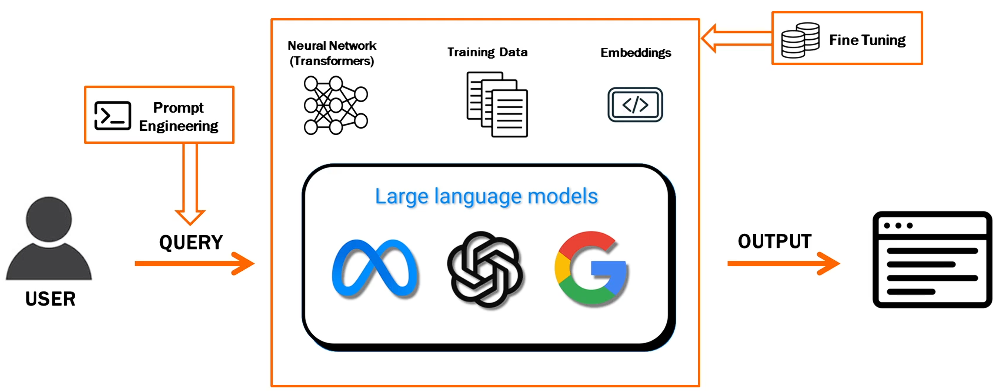 Neural Network
(Transformers)
Training Data
Embeddings
Fine Tuning
Prompt
Engineering
Large language models
QUERY
OUTPUT
USER